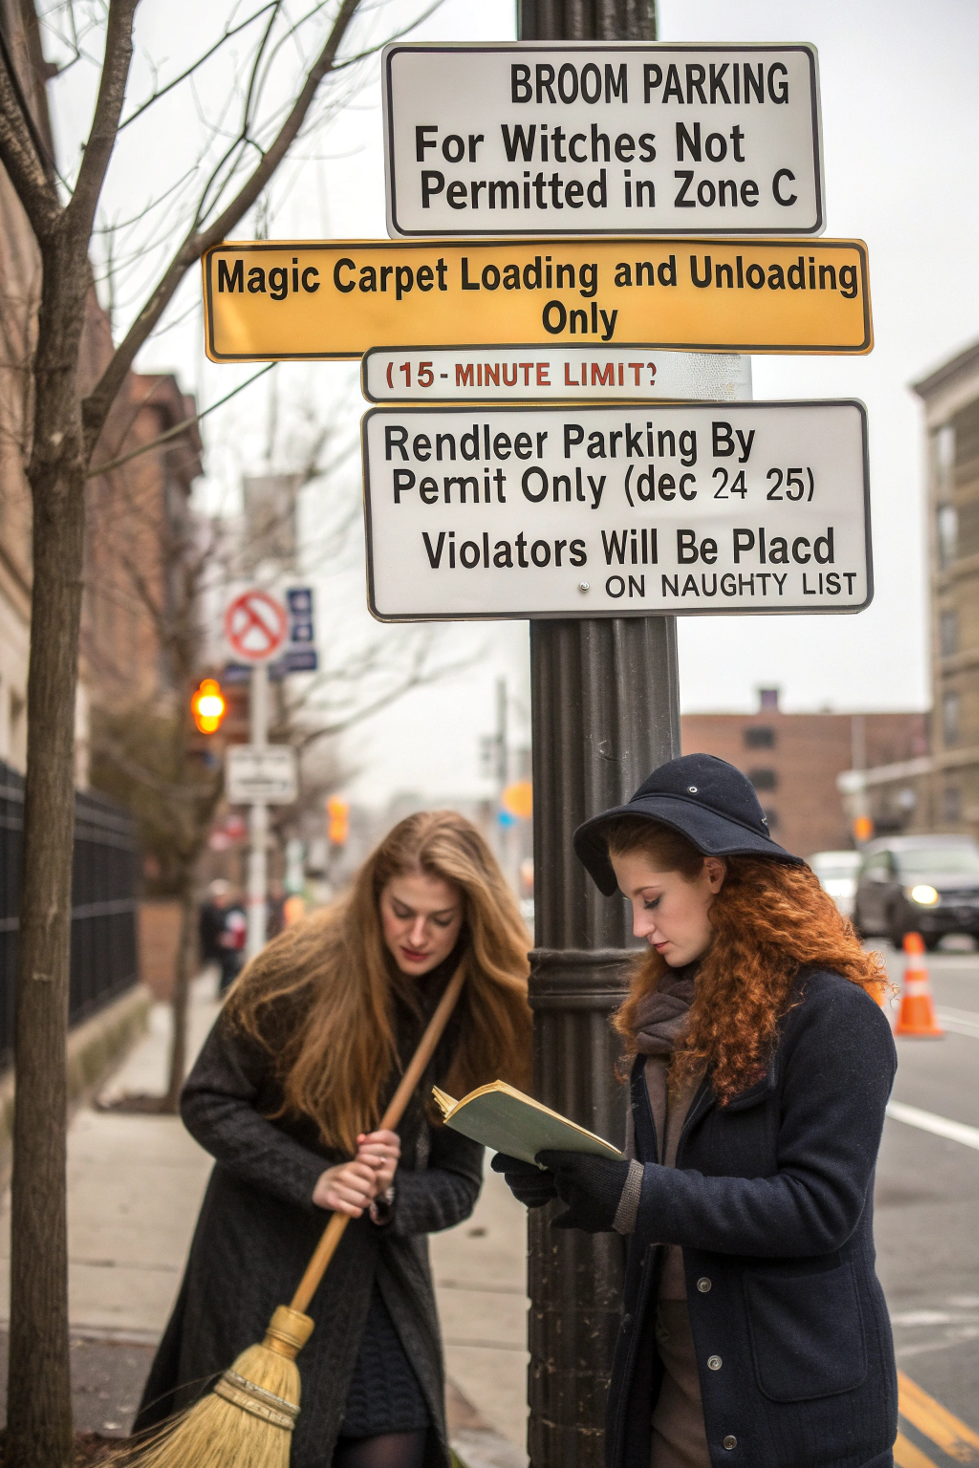 BROOM PARKING
For Witches Not
Permitted in Zone C
Magic Carpet Loading and Unloading
Only
(15-MINUTE LIMIT?
Rendleer Parking By
Pemit Only (dec 24 25)
Violators Will Be Placd
ON NAUGHTY LIST